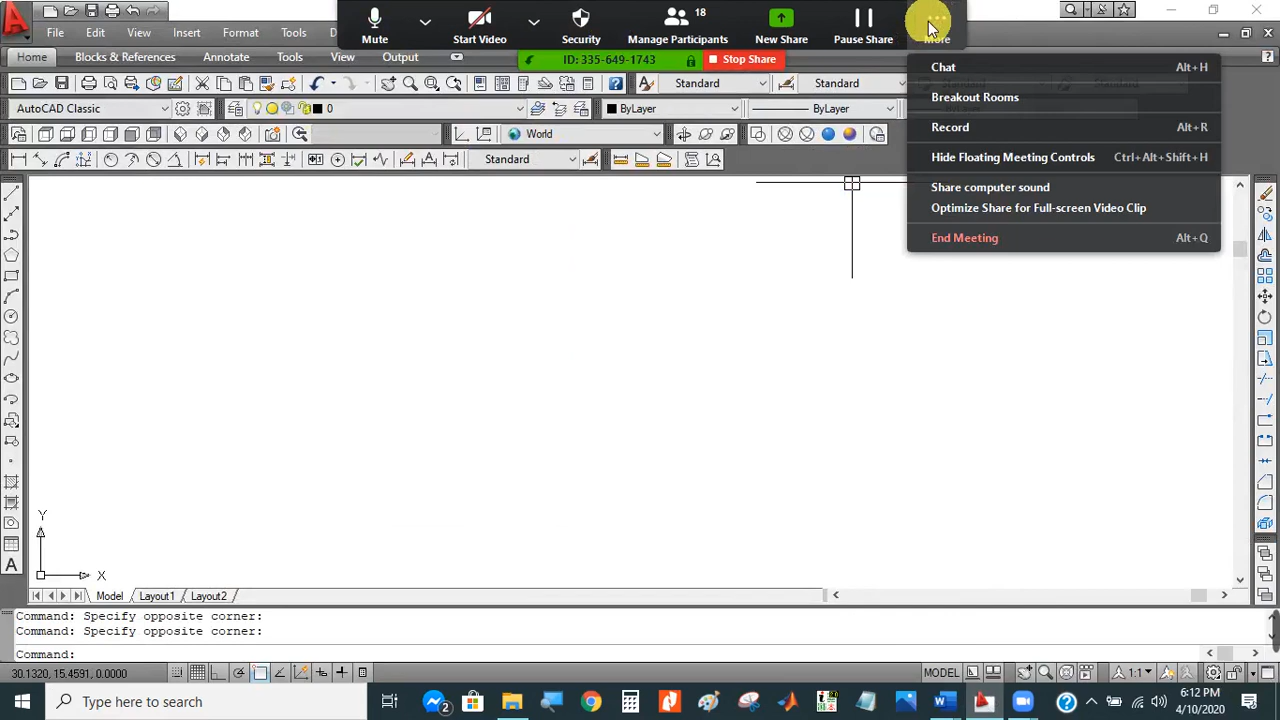 18
Mute
Start Video
Security
Manage Participants
New Share
Pause Share
More
File
Edit
View
Insert
Format
Tools
ID: 335-649-1743
Stop Share
Home
Blocks & References
Annotate
Tools
View
Output
Chat Alt+H
Breakout Rooms
Record Alt+R
Hide Floating Meeting Controls Ctrl+Alt+Shift+H
Share computer sound
Optimize Share for Full-screen Video Clip
End Meeting Alt+Q
Standard
Standard
Standard
AutoCAD Classic
0
ByLayer
ByLayer
World
Standard
Y
X
A
Model
Layout1
Layout2
Command: Specify opposite corner:
Command: Specify opposite corner:
Command:
30.1320, 15.4591, 0.0000
MODEL
1:1
Type here to search
2
6:12 PM
4/10/2020